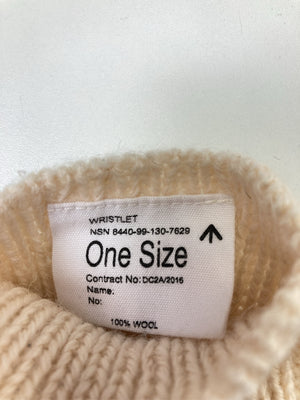 WRISTLET
NSN 8440-99-130-7629
One Size
Contract No: DC2A/2016
Name:
No:
100% WOOL